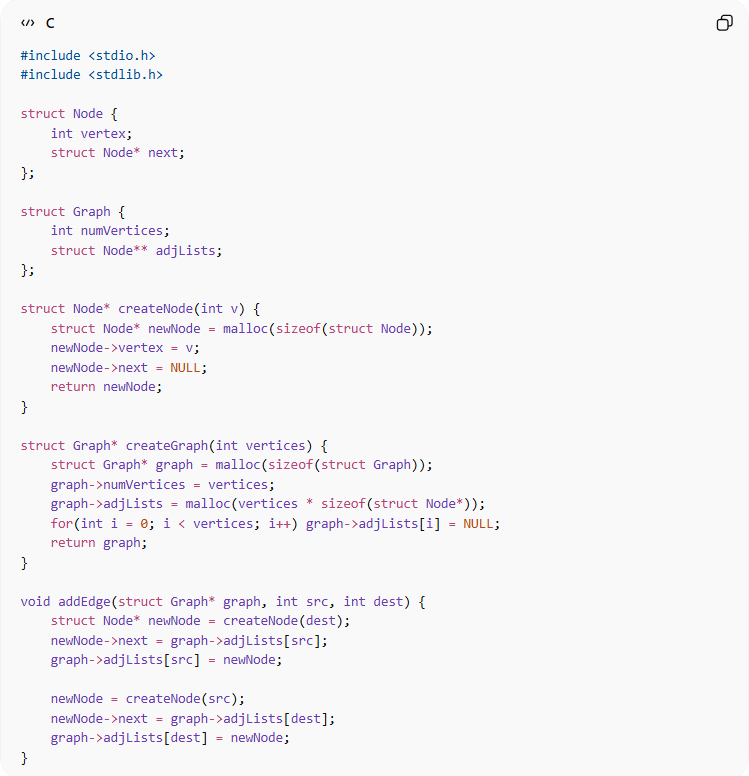 </> C
#include <stdio.h>
#include <stdlib.h>

struct Node {
    int vertex;
    struct Node* next;
};

struct Graph {
    int numVertices;
    struct Node** adjLists;
};

struct Node* createNode(int v) {
    struct Node* newNode = malloc(sizeof(struct Node));
    newNode->vertex = v;
    newNode->next = NULL;
    return newNode;
}

struct Graph* createGraph(int vertices) {
    struct Graph* graph = malloc(sizeof(struct Graph));
    graph->numVertices = vertices;
    graph->adjLists = malloc(vertices * sizeof(struct Node*));
    for(int i = 0; i < vertices; i++) graph->adjLists[i] = NULL;
    return graph;
}

void addEdge(struct Graph* graph, int src, int dest) {
    struct Node* newNode = createNode(dest);
    newNode->next = graph->adjLists[src];
    graph->adjLists[src] = newNode;

    newNode = createNode(src);
    newNode->next = graph->adjLists[dest];
    graph->adjLists[dest] = newNode;
}